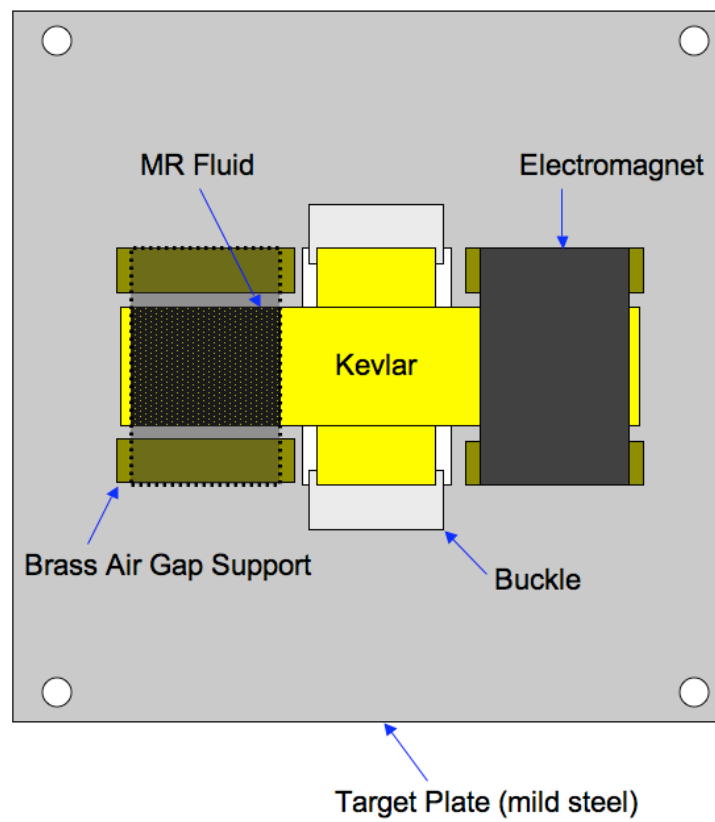 MR Fluid
Electromagnet
Kevlar
Brass Air Gap Support
Buckle
Target Plate (mild steel)